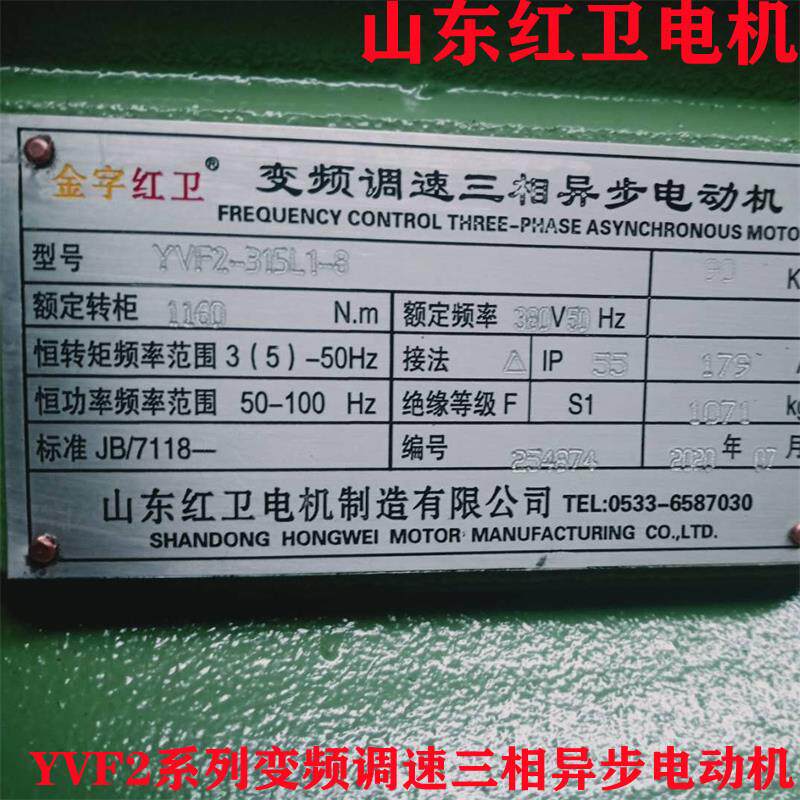 山东红卫电机
金字红卫® 变频调速三相异步电动机
FREQUENCY CONTROL THREE-PHASE ASYNCHRONOUS MOTO
型号 YVF2-315L1-8 90 K
额定转柜 1160 N.m 额定频率 380V50 Hz
恒转矩频率范围 3(5)-50Hz 接法 △ IP 55 179
恒功率频率范围 50-100 Hz 绝缘等级 F S1 1071 kg
标准 JB/7118— 编号 254874 2020 年 07 月
山东红卫电机制造有限公司 TEL:0533-6587030
SHANDONG HONGWEI MOTOR MANUFACTURING CO.,LTD.
YVF2系列变频调速三相异步电动机